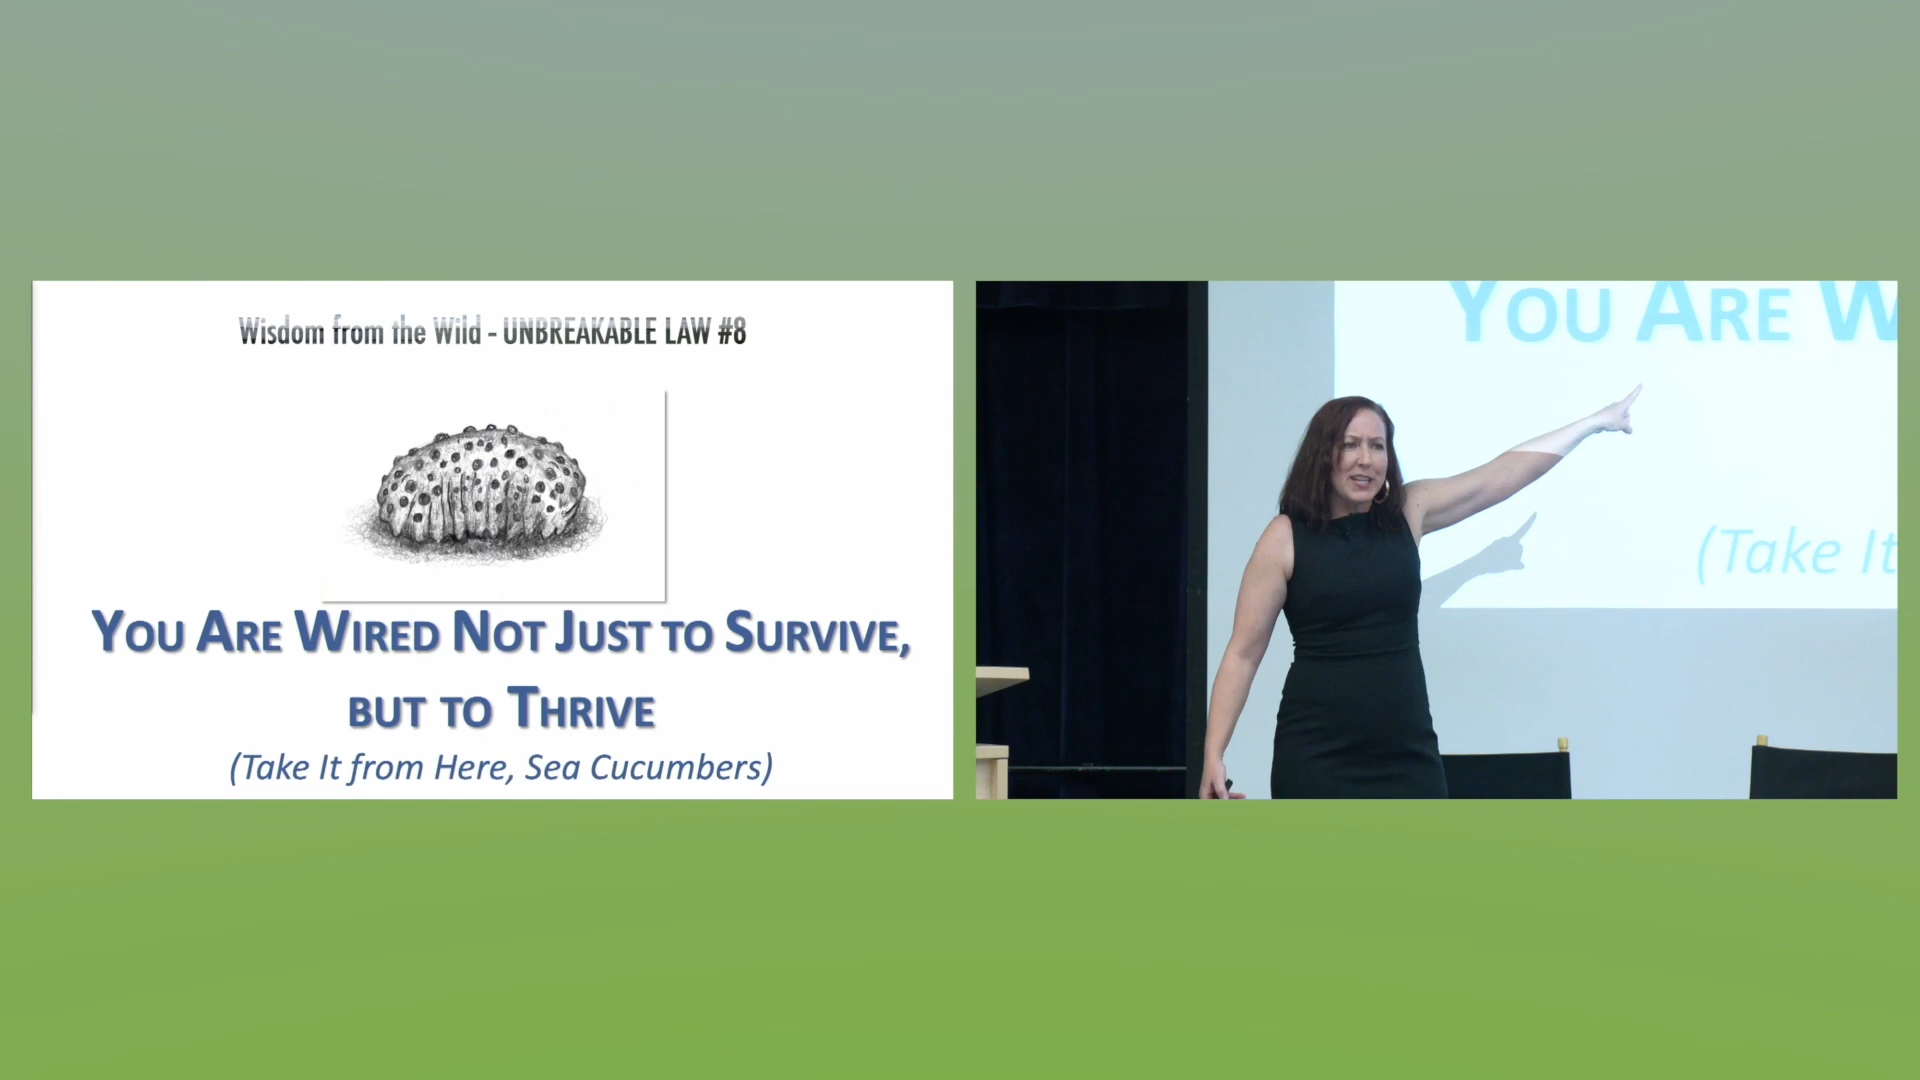 Wisdom from the Wild - UNBREAKABLE LAW #8
YOU ARE WIRED NOT JUST TO SURVIVE,
BUT TO THRIVE
(Take It from Here, Sea Cucumbers)
YOU ARE W
(Take It